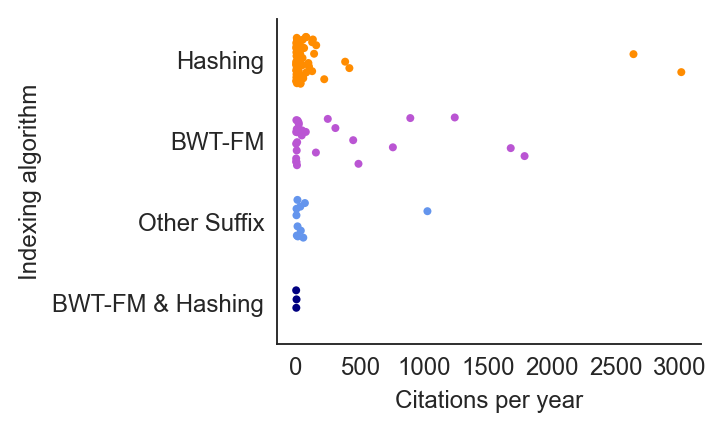 Indexing algorithm
Hashing
BWT-FM
Other Suffix
BWT-FM & Hashing
0 500 1000 1500 2000 2500 3000
Citations per year